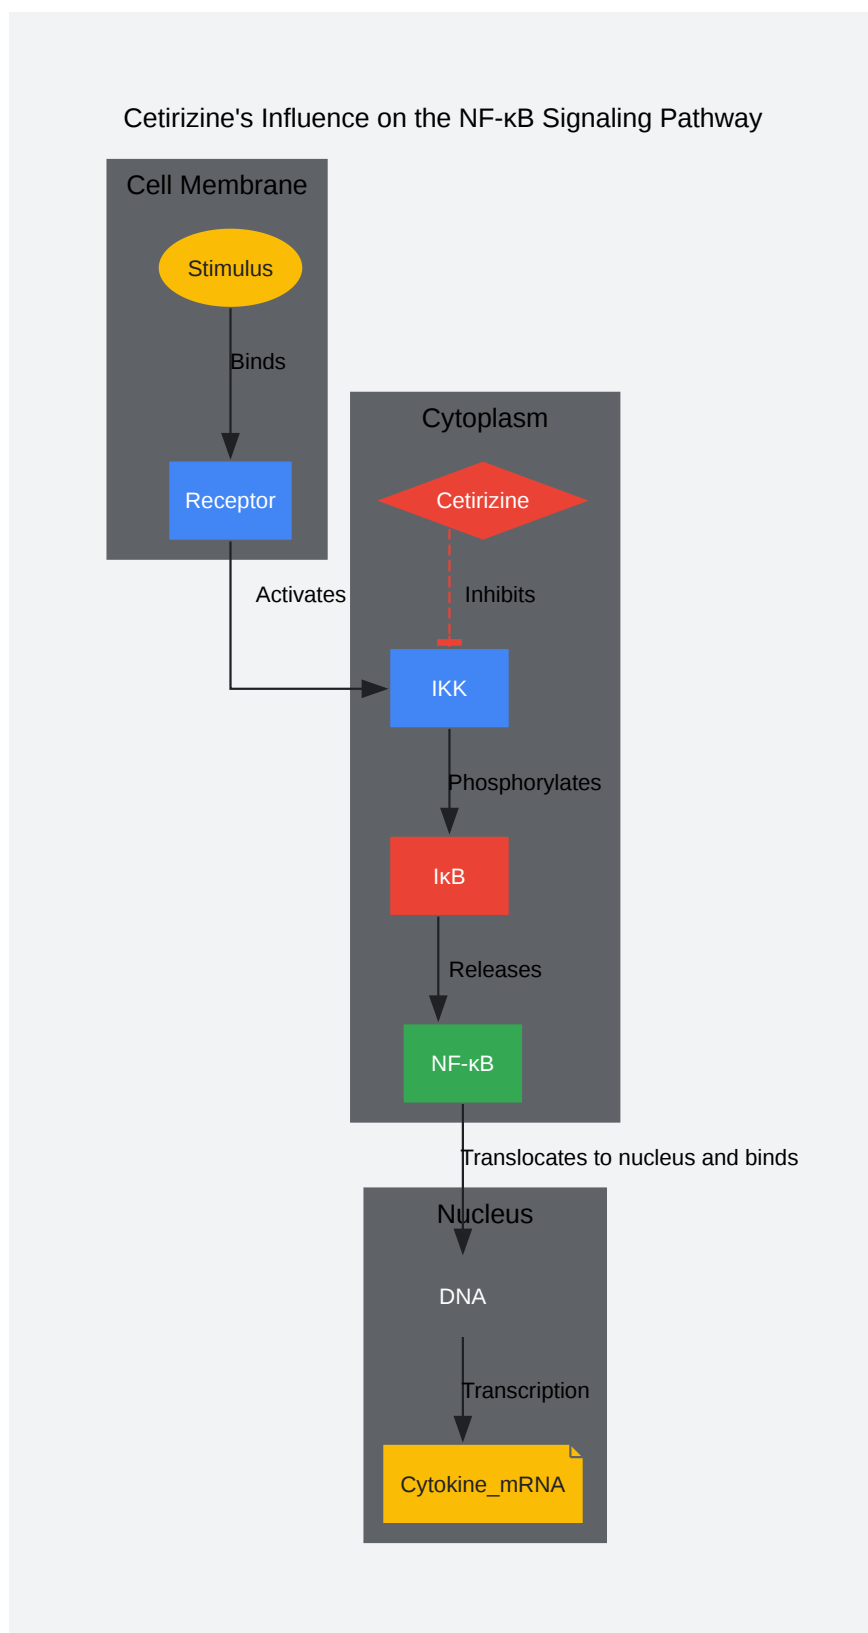 Cetirizine's Influence on the NF-κB Signaling Pathway
Cell Membrane
Stimulus
Binds
Cytoplasm
Receptor
Cetirizine
Activates
Inhibits
IKK
Phosphorylates
IκB
Releases
NF-κB
Translocates to nucleus and binds
Nucleus
DNA
Transcription
Cytokine_mRNA